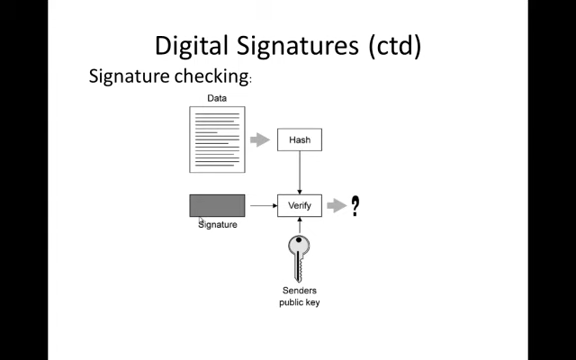 Digital Signatures (ctd)
Signature checking:
Data
Hash
Verify
?
Signature
Senders
public key